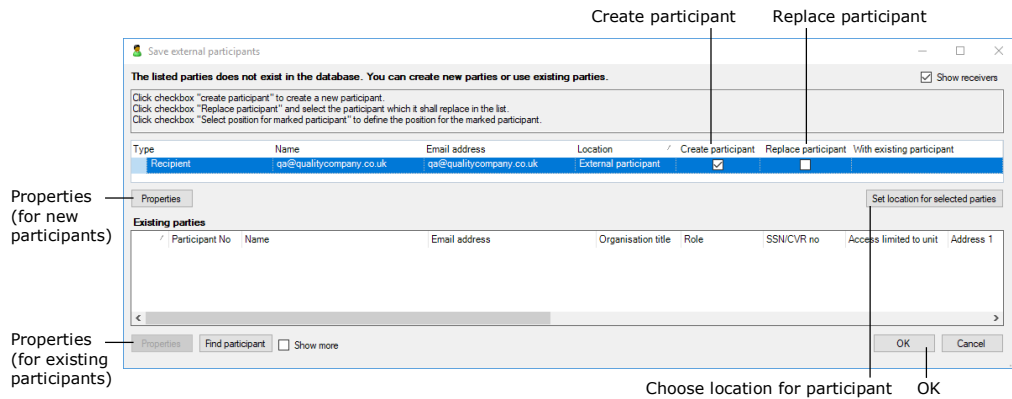 Create participant Replace participant
Save external participants
The listed parties does not exist in the database. You can create new parties or use existing parties.
Show receivers
Click checkbox "create participant" to create a new participant.
Click checkbox "Replace participant" and select the participant which it shall replace in the list.
Click checkbox "Select position for marked participant" to define the position for the marked participant.
Type Name Email address Location Create participant Replace participant With existing participant
Recipient qa@qualitycompany.co.uk qa@qualitycompany.co.uk External participant
Properties
(for new
participants)
Properties Set location for selected parties
Existing parties
Participant No Name Email address Organisation title Role SSN/CVR no Access limited to unit Address 1
Properties
(for existing
participants)
Properties Find participant Show more OK Cancel
Choose location for participant OK